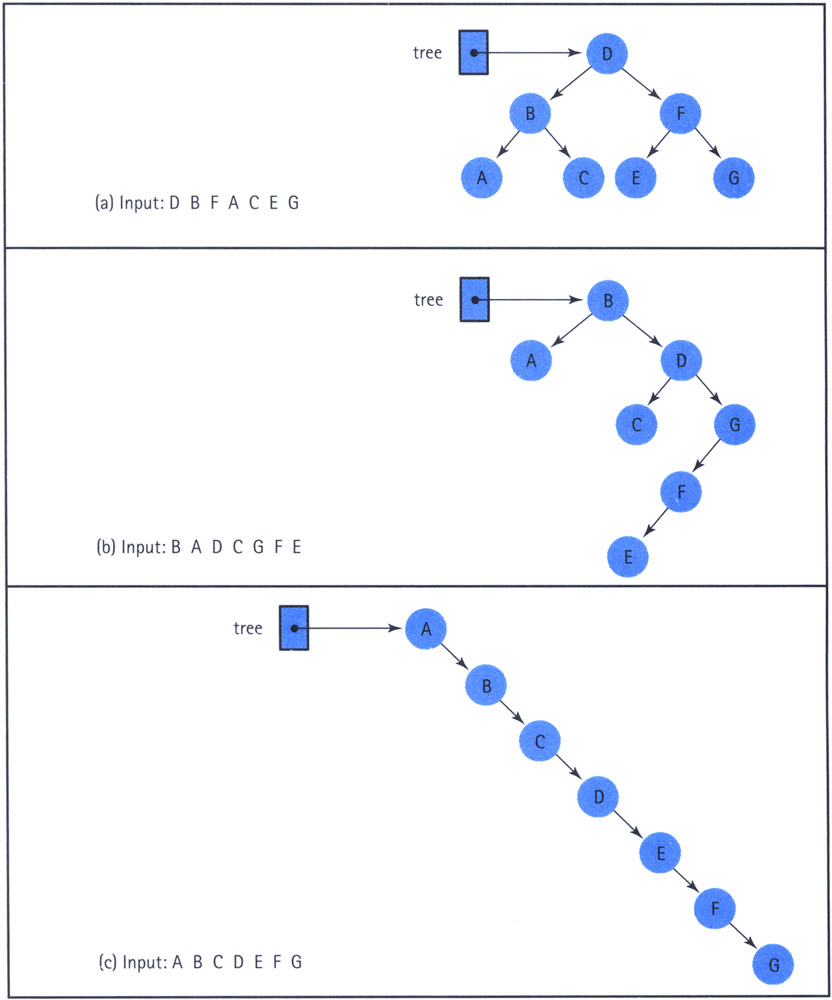 tree D
B F
A C E G
(a) Input: D B F A C E G
tree B
A D
C G
F
(b) Input: B A D C G F E
E
tree A
B
C
D
E
F
(c) Input: A B C D E F G
G